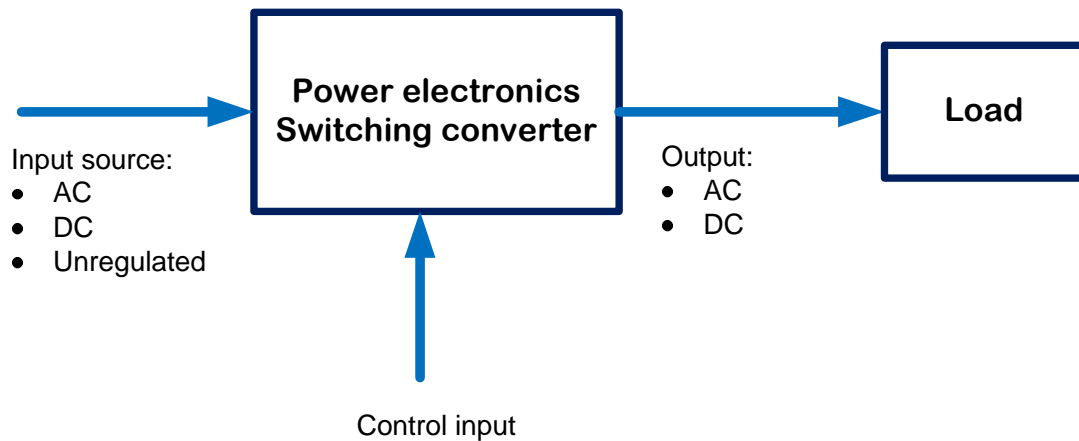 Power electronics
Switching converter
Load
Input source:
• AC
• DC
• Unregulated
Output:
• AC
• DC
Control input